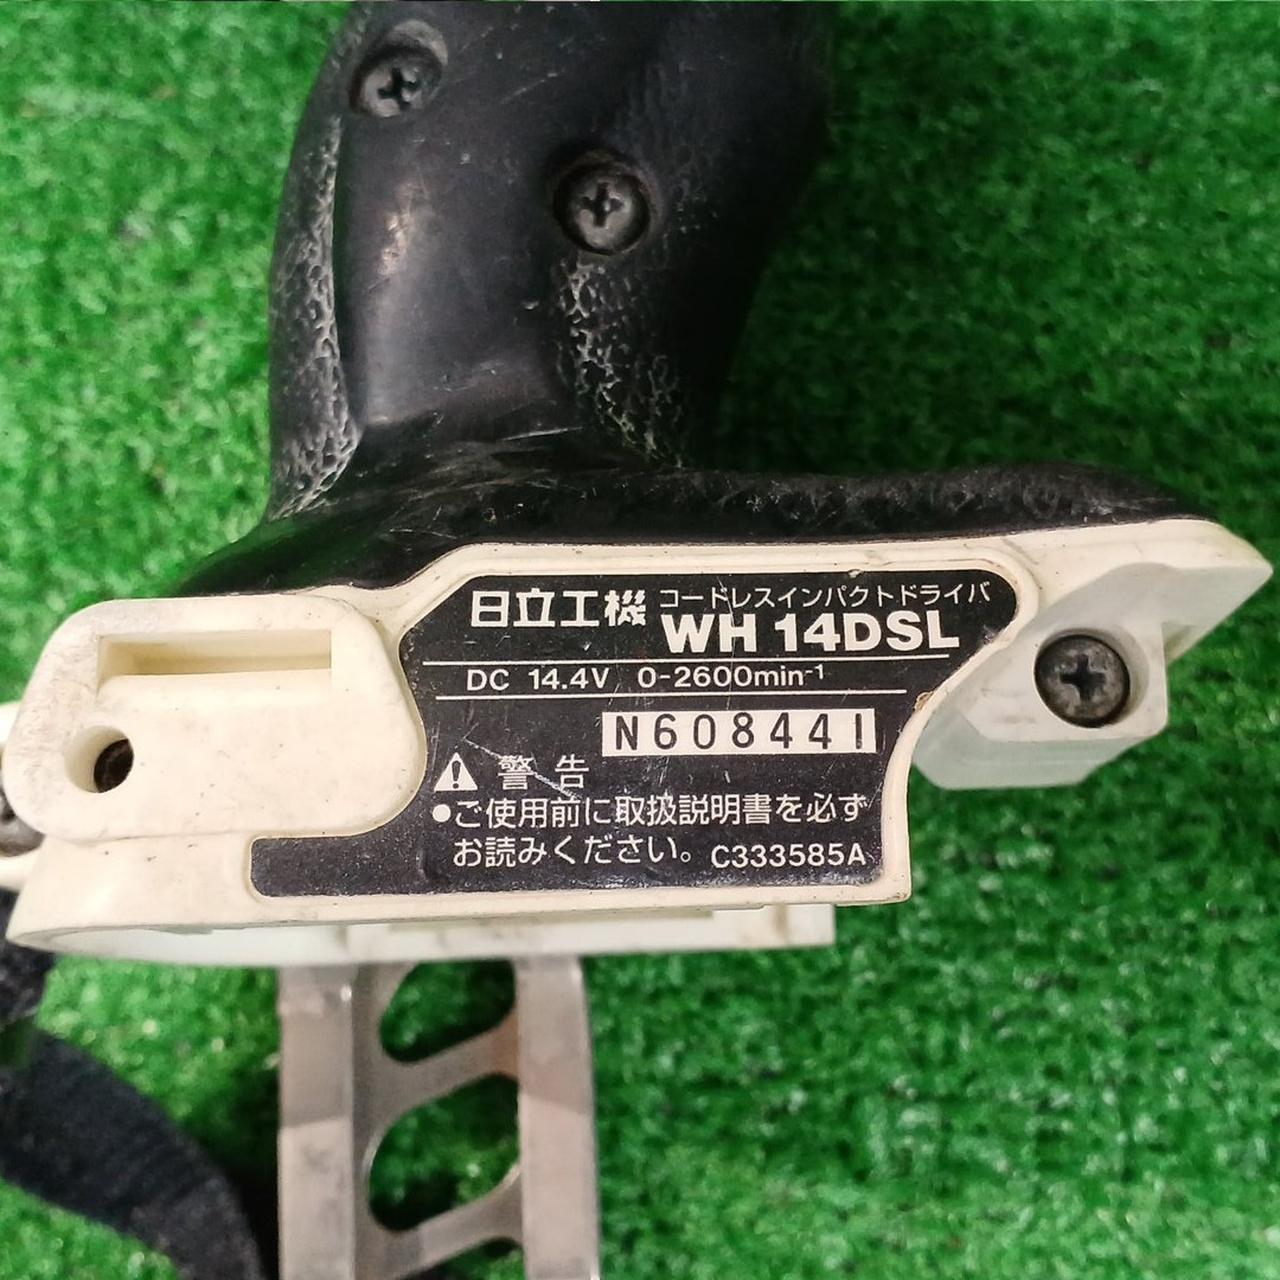 日立工機 コードレスインパクトドライバ
WH 14DSL
DC 14.4V 0-2600min-1
N608441
警告
●ご使用前に取扱説明書を必ず
お読みください。 C333585A